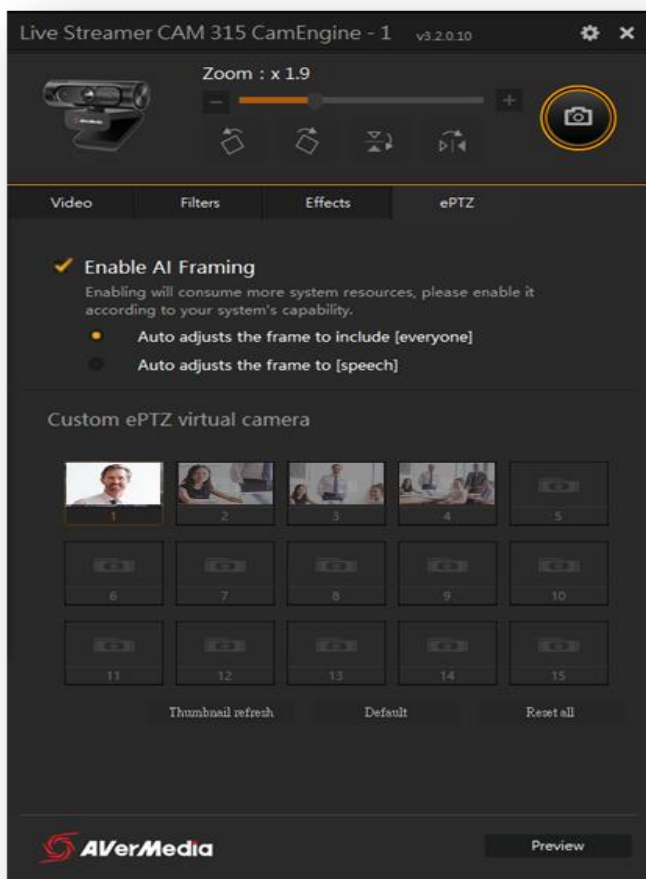 Live Streamer CAM 315 CamEngine - 1 v3.2.0.10
Zoom : x 1.9
Video Filters Effects ePTZ
Enable AI Framing
Enabling will consume more system resources, please enable it
according to your system's capability.
Auto adjusts the frame to include [everyone]
Auto adjusts the frame to [speech]
Custom ePTZ virtual camera
1 2 3 4 5
6 7 8 9 10
11 12 13 14 15
Thumbnail refresh Default Reset all
AVerMedia Preview